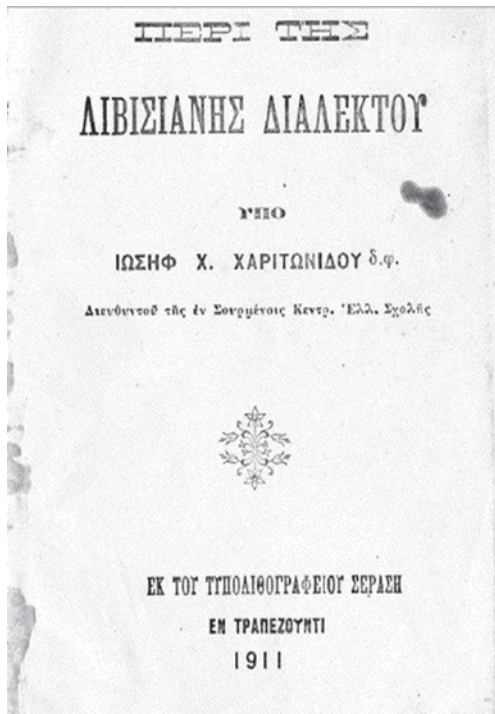 ΠΕΡΙ ΤΗΣ
ΛΙΒΙΣΙΑΝΗΣ ΔΙΑΛΕΚΤΟΥ
ΥΠΟ
ΙΩΣΗΦ Χ. ΧΑΡΙΤΩΝΙΔΟΥ δ.φ.
Διευθυντοῦ τῆς ἐν Σουρμένοις Κεντρ. Ἑλλ. Σχολῆς
ΕΚ ΤΟΥ ΤΥΠΟΛΙΘΟΓΡΑΦΕΙΟΥ ΣΕΡΑΣΗ
ΕΝ ΤΡΑΠΕΖΟΥΝΤΙ
1911